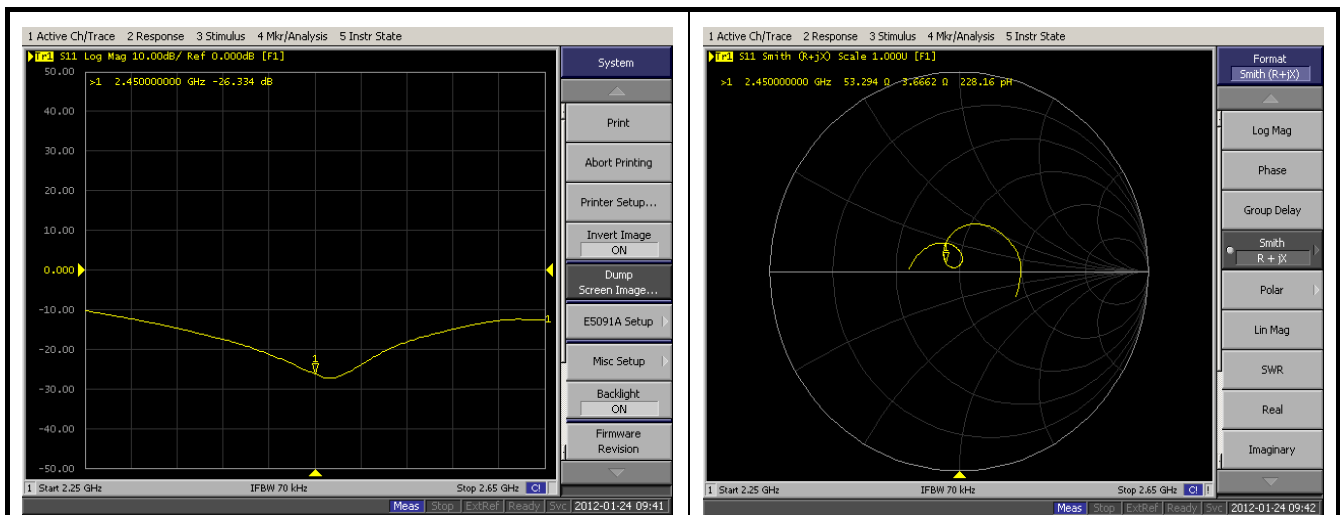 1 Active Ch/Trace 2 Response 3 Stimulus 4 Mkr/Analysis 5 Instr State
Tr1 S11 Log Mag 10.00dB/ Ref 0.000dB [F1]
50.00
>1 2.450000000 GHz -26.334 dB
40.00
30.00
20.00
10.00
0.000
-10.00
-20.00
-30.00
-40.00
-50.00
1
1
1 Start 2.25 GHz IFBW 70 kHz Stop 2.65 GHz C!
System
Print
Abort Printing
Printer Setup...
Invert Image
ON
Dump
Screen Image...
E5091A Setup
Misc Setup
Backlight
ON
Firmware
Revision
Meas Stop ExtRef Ready Svc 2012-01-24 09:41
1 Active Ch/Trace 2 Response 3 Stimulus 4 Mkr/Analysis 5 Instr State
Tr1 S11 Smith (R+jX) Scale 1.000U [F1]
>1 2.450000000 GHz 53.294 Ω 3.6662 Ω 228.16 pH
1 Start 2.25 GHz IFBW 70 kHz Stop 2.65 GHz C! !
Format
Smith (R+jX)
Log Mag
Phase
Group Delay
Smith
R + jX
Polar
Lin Mag
SWR
Real
Imaginary
Meas Stop ExtRef Ready Svc 2012-01-24 09:42